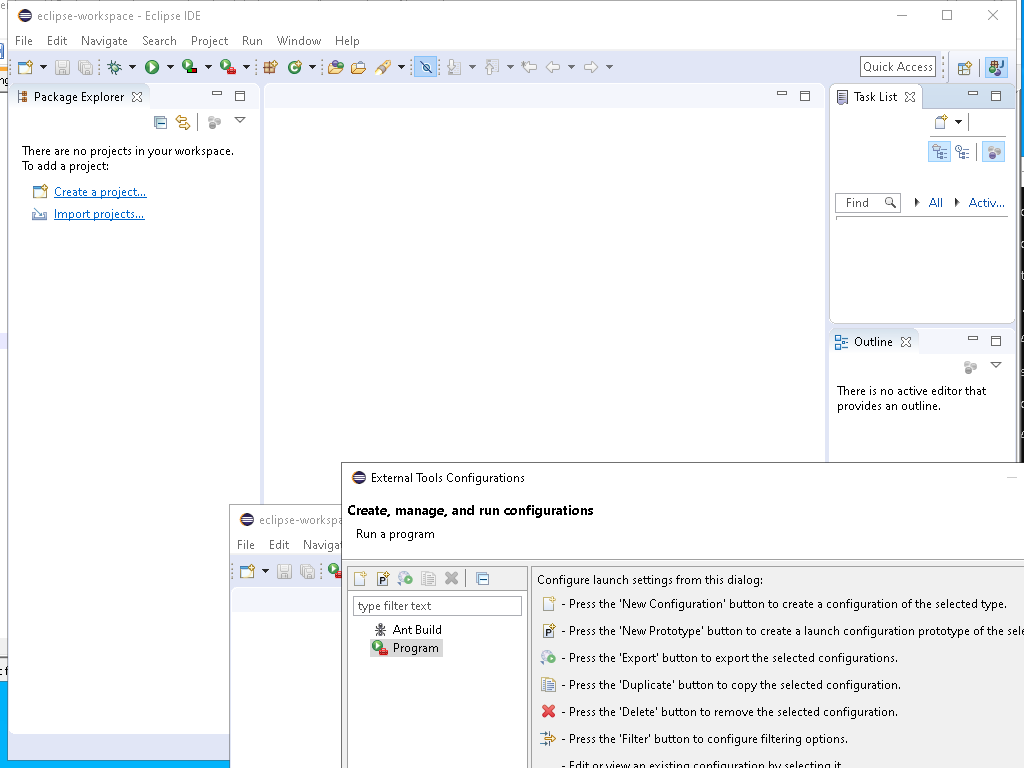 eclipse-workspace - Eclipse IDE
File Edit Navigate Search Project Run Window Help
Quick Access
Package Explorer
Task List
There are no projects in your workspace.
To add a project:
Create a project...
Import projects...
Find All Activ...
Outline
There is no active editor that
provides an outline.
External Tools Configurations
Create, manage, and run configurations
Run a program
eclipse-workspa
File Edit Naviga
Configure launch settings from this dialog:
type filter text
- Press the 'New Configuration' button to create a configuration of the selected type.
Ant Build
- Press the 'New Prototype' button to create a launch configuration prototype of the sele
Program
- Press the 'Export' button to export the selected configurations.
- Press the 'Duplicate' button to copy the selected configuration.
- Press the 'Delete' button to remove the selected configuration.
- Press the 'Filter' button to configure filtering options.
- Edit or view an existing configuration by selecting it.